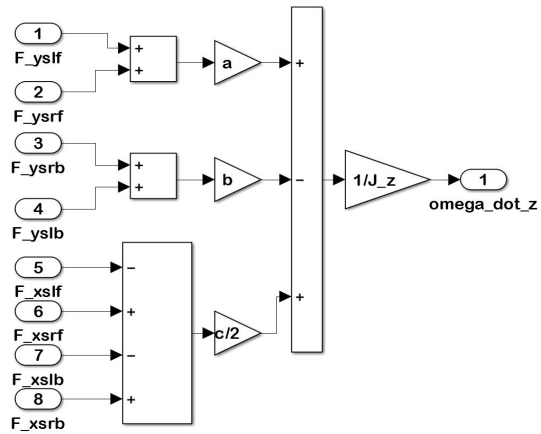 1
F_yslf
2
F_ysrf
+
+
a
3
F_ysrb
4
F_yslb
+
+
b
5
F_xslf
6
F_xsrf
7
F_xslb
8
F_xsrb
−
+
−
+
c/2
+
−
+
1/J_z
1
omega_dot_z